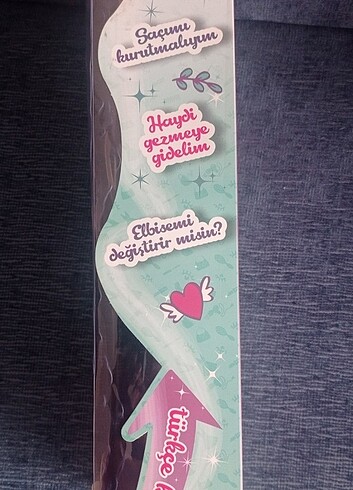 Saçımı
kurutmalıyım
Haydi
gezmeye
gidelim
Elbisemi
değiştirir misin?
türkçe